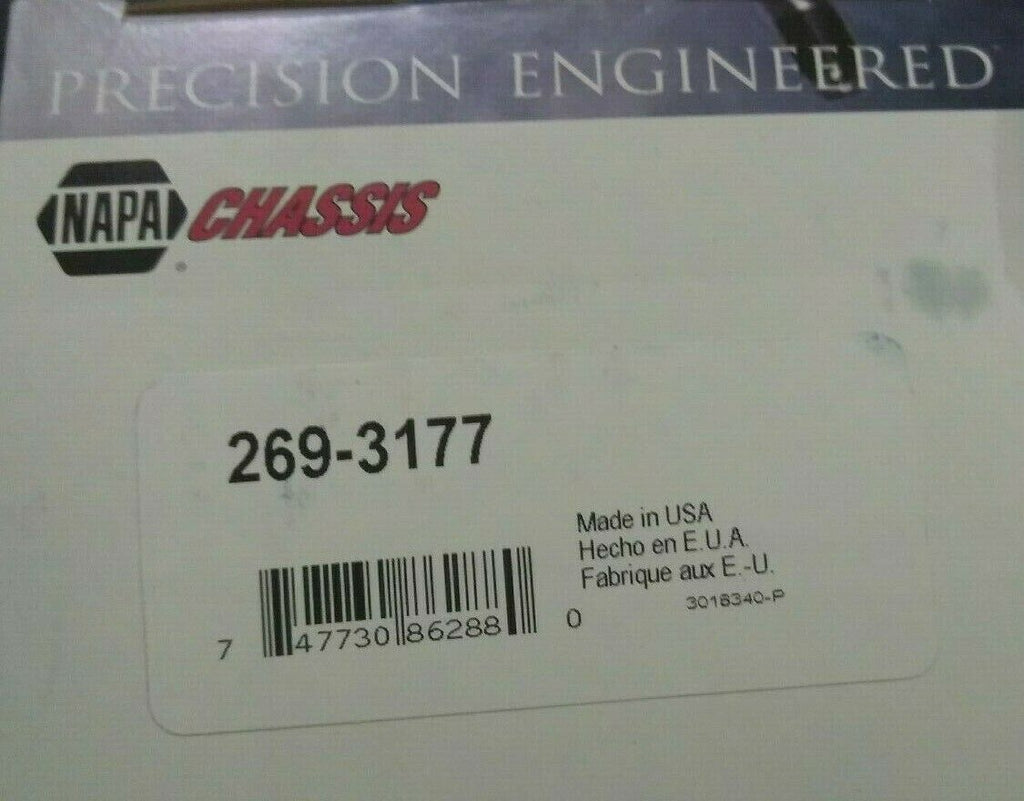 PRECISION ENGINEERED
NAPA CHASSIS
®
269-3177
Made in USA
Hecho en E.U.A.
Fabrique aux E.-U.
3018340-P
7 47730 86288 0